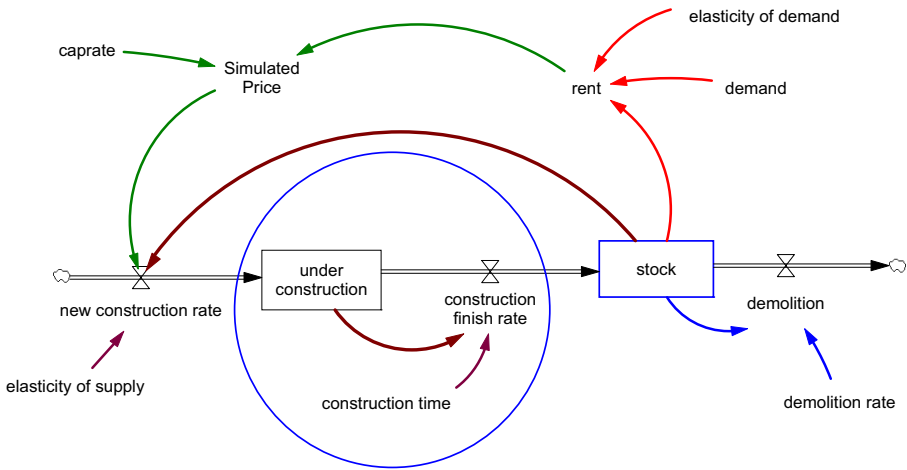 elasticity of demand
caprate
Simulated
Price
rent
demand
under
construction
stock
new construction rate
construction
finish rate
demolition
elasticity of supply
construction time
demolition rate